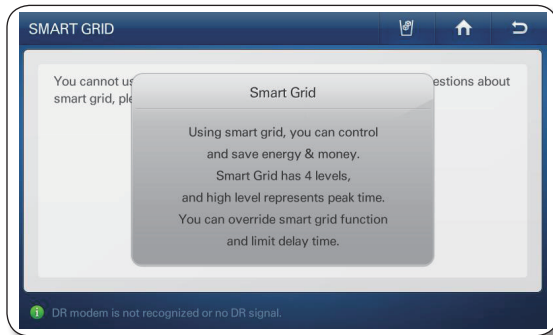 SMART GRID
You cannot us
estions about
smart grid, ple
Smart Grid
Using smart grid, you can control
and save energy & money.
Smart Grid has 4 levels,
and high level represents peak time.
You can override smart grid function
and limit delay time.
DR modem is not recognized or no DR signal.